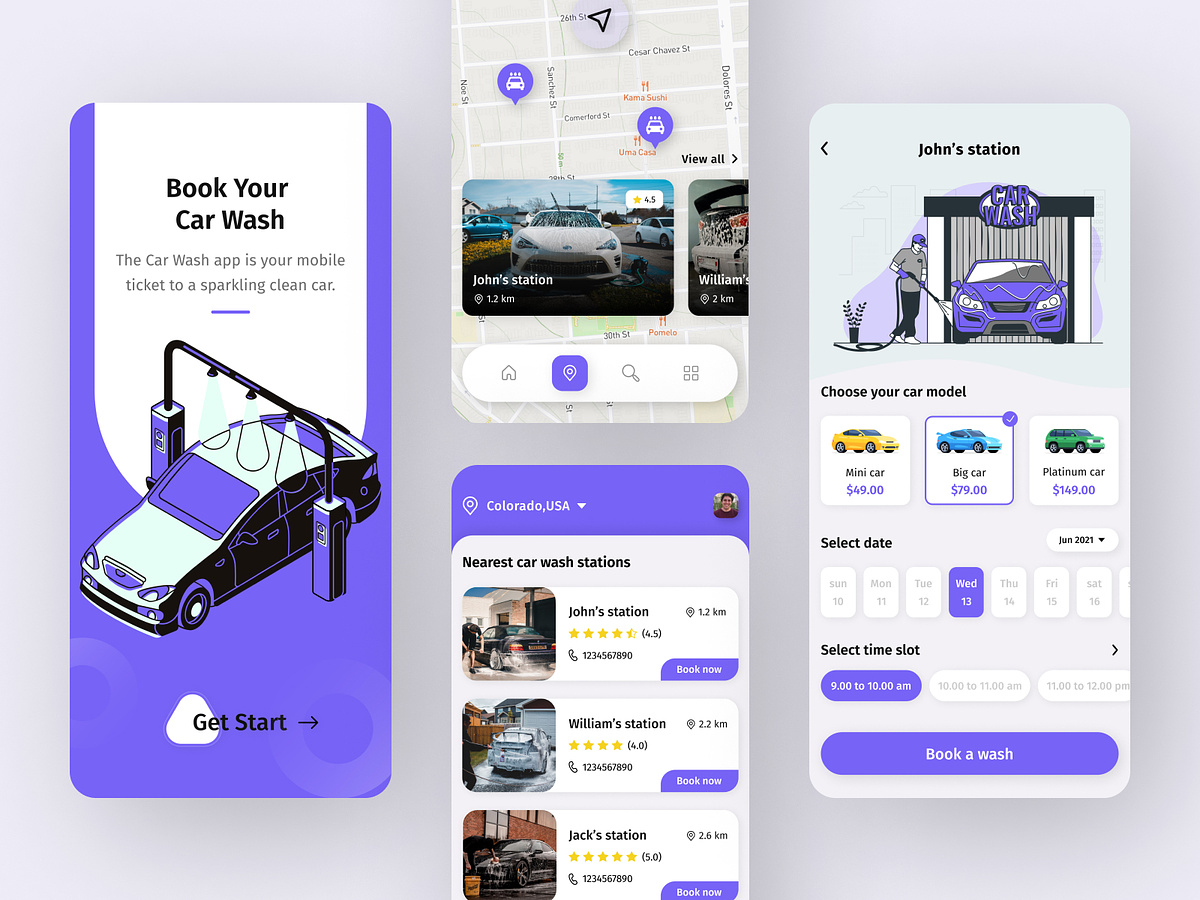 Book Your
Car Wash
The Car Wash app is your mobile
ticket to a sparkling clean car.
Get Start
26th St
Cesar Chavez St
Noe St
Sanchez St
Dolores St
Kama Sushi
Comerford St
Uma Casa
50 m
28th St
View all
4.5
John's station
1.2 km
William's
2 km
St
Pomelo
30th St
St
St
Colorado,USA
Nearest car wash stations
John's station
1.2 km
(4.5)
1234567890
Book now
William's station
2.2 km
(4.0)
1234567890
Book now
Jack's station
2.6 km
(5.0)
1234567890
Book now
John's station
CAR
WASH
Choose your car model
Mini car
$49.00
Big car
$79.00
Platinum car
$149.00
Select date
Jun 2021
sun Mon Tue Wed Thu Fri sat
10 11 12 13 14 15 16
Select time slot
9.00 to 10.00 am
10.00 to 11.00 am
11.00 to 12.00 pm
Book a wash